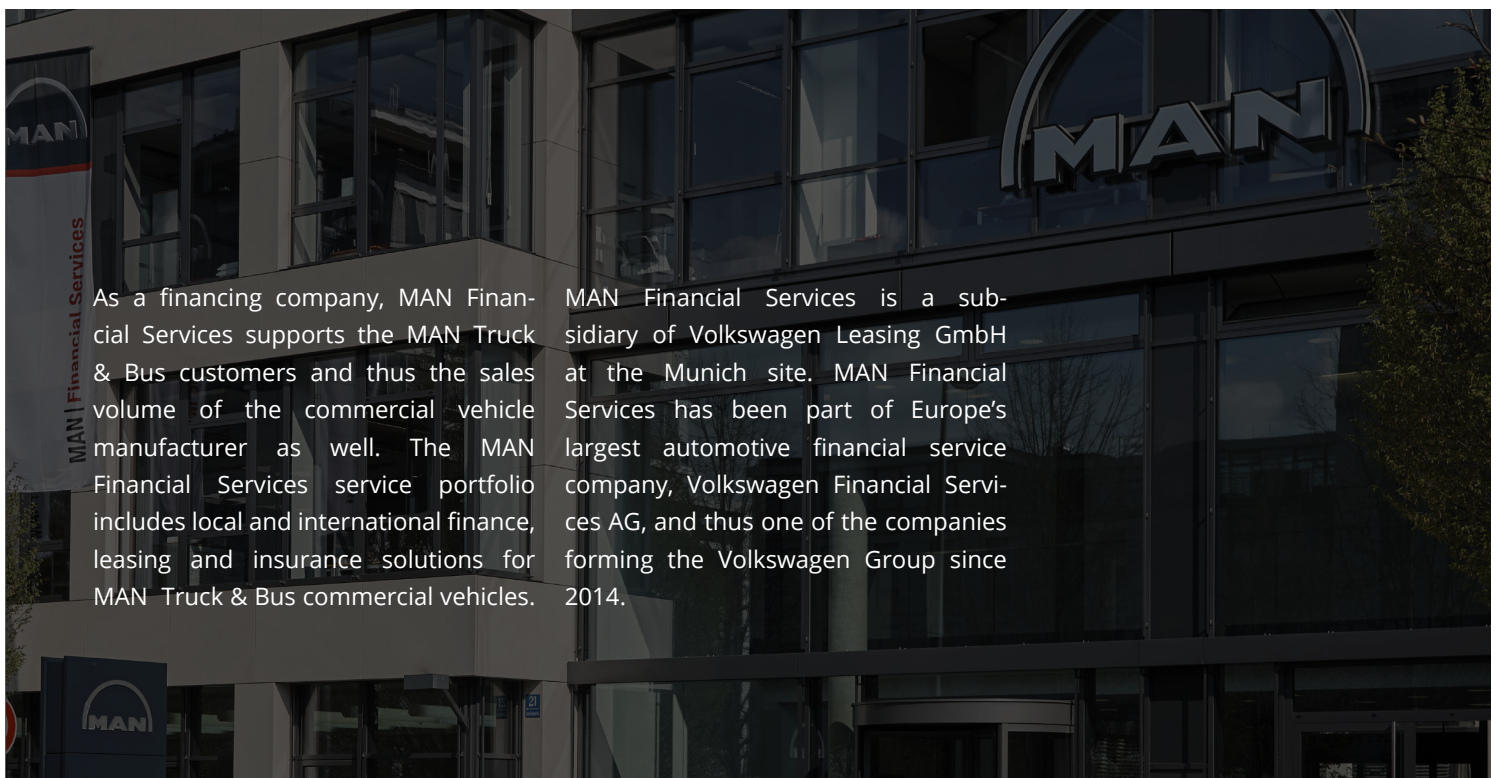 MAN
MAN | Financial Services
MAN
As a financing company, MAN Finan-
cial Services supports the MAN Truck
& Bus customers and thus the sales
volume of the commercial vehicle
manufacturer as well. The MAN
Financial Services service portfolio
includes local and international finance,
leasing and insurance solutions for
MAN Truck & Bus commercial vehicles.
MAN Financial Services is a sub-
sidiary of Volkswagen Leasing GmbH
at the Munich site. MAN Financial
Services has been part of Europe’s
largest automotive financial service
company, Volkswagen Financial Servi-
ces AG, and thus one of the companies
forming the Volkswagen Group since
2014.
MAN
21